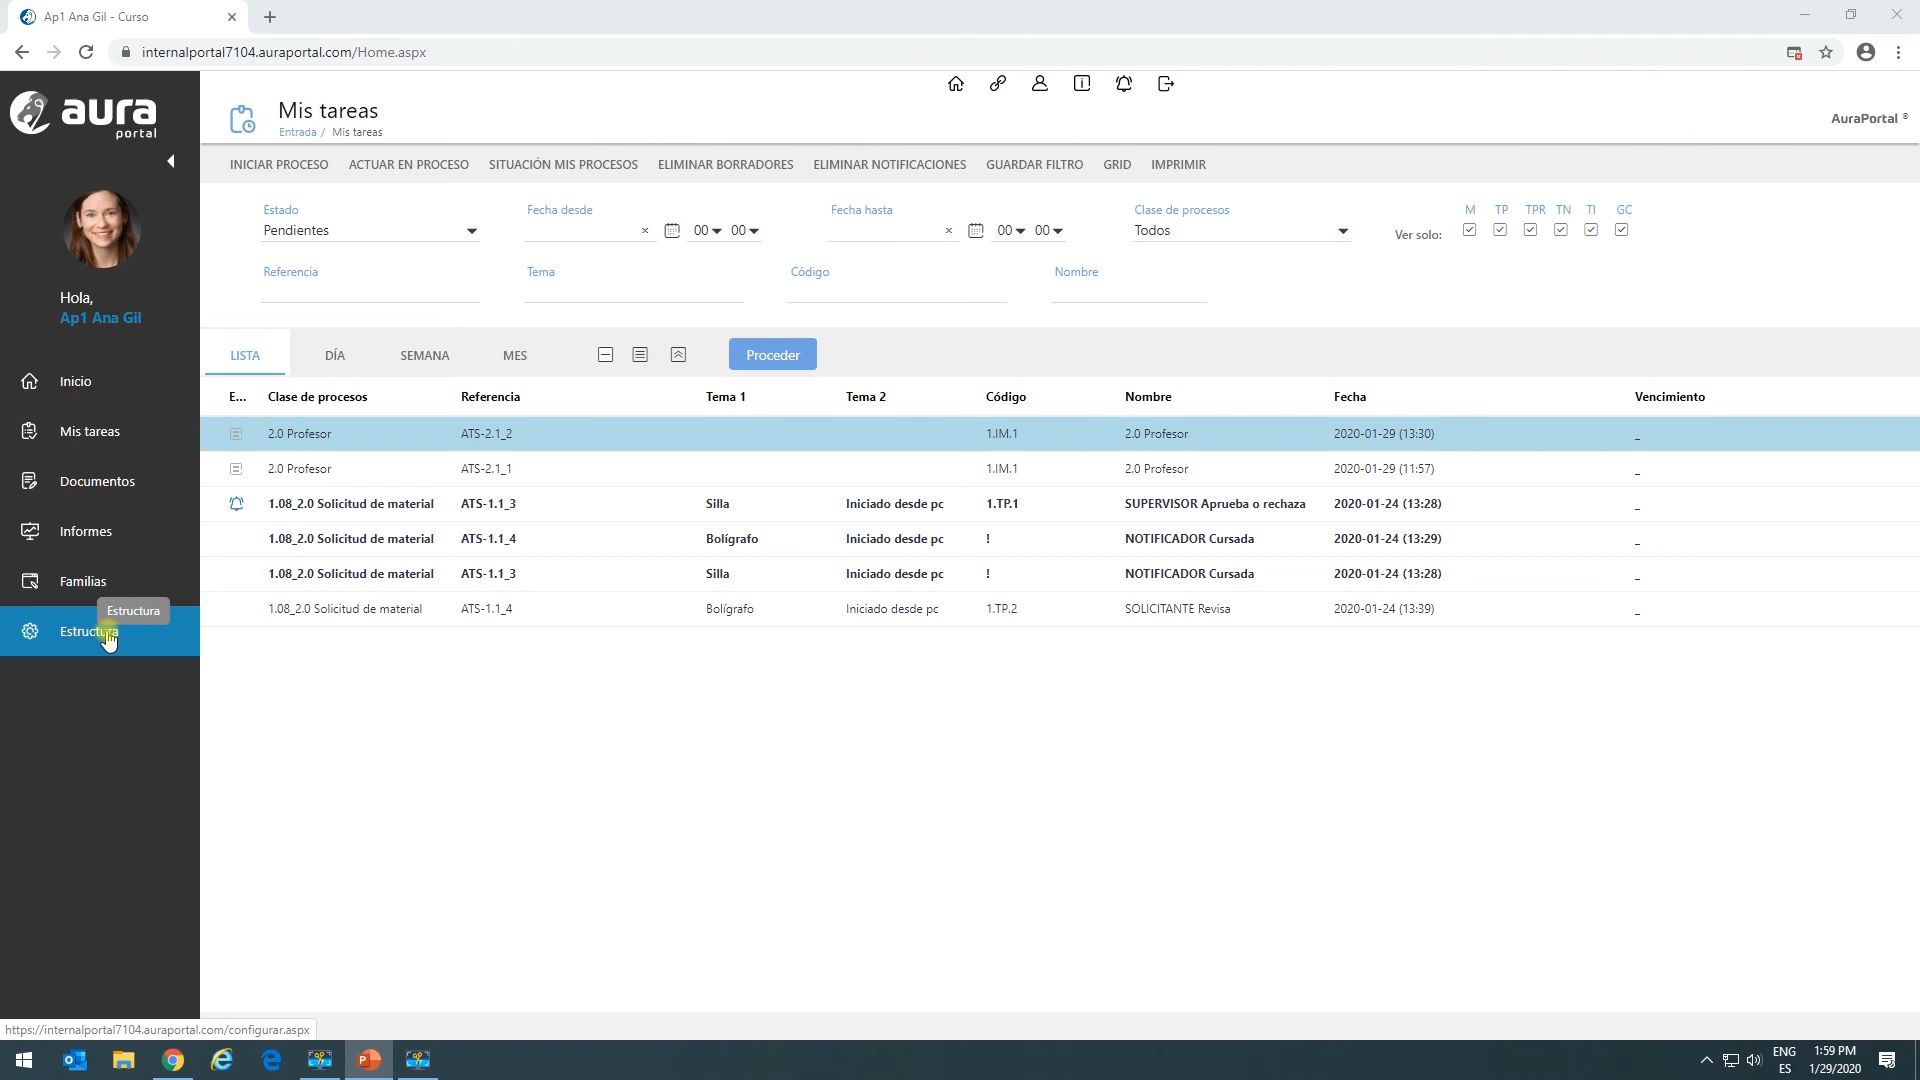 Ap1 Ana Gil - Curso
internalportal7104.auraportal.com/Home.aspx
aura
portal
Mis tareas
Entrada / Mis tareas
AuraPortal ®
INICIAR PROCESO ACTUAR EN PROCESO SITUACIÓN MIS PROCESOS ELIMINAR BORRADORES ELIMINAR NOTIFICACIONES GUARDAR FILTRO GRID IMPRIMIR
Estado Fecha desde Fecha hasta Clase de procesos M TP TPR TN TI GC
Pendientes × 00 00 × 00 00 Todos Ver solo:
Referencia Tema Código Nombre
Hola,
Ap1 Ana Gil
LISTA DÍA SEMANA MES Proceder
Inicio
Mis tareas
Documentos
Informes
Familias
Estructura
Estructura
E... Clase de procesos Referencia Tema 1 Tema 2 Código Nombre Fecha Vencimiento
2.0 Profesor ATS-2.1_2 1.IM.1 2.0 Profesor 2020-01-29 (13:30) _
2.0 Profesor ATS-2.1_1 1.IM.1 2.0 Profesor 2020-01-29 (11:57) _
1.08_2.0 Solicitud de material ATS-1.1_3 Silla Iniciado desde pc 1.TP.1 SUPERVISOR Aprueba o rechaza 2020-01-24 (13:28) _
1.08_2.0 Solicitud de material ATS-1.1_4 Bolígrafo Iniciado desde pc ! NOTIFICADOR Cursada 2020-01-24 (13:29) _
1.08_2.0 Solicitud de material ATS-1.1_3 Silla Iniciado desde pc ! NOTIFICADOR Cursada 2020-01-24 (13:28) _
1.08_2.0 Solicitud de material ATS-1.1_4 Bolígrafo Iniciado desde pc 1.TP.2 SOLICITANTE Revisa 2020-01-24 (13:39) _
https://internalportal7104.auraportal.com/configurar.aspx
ENG
ES
1:59 PM
1/29/2020